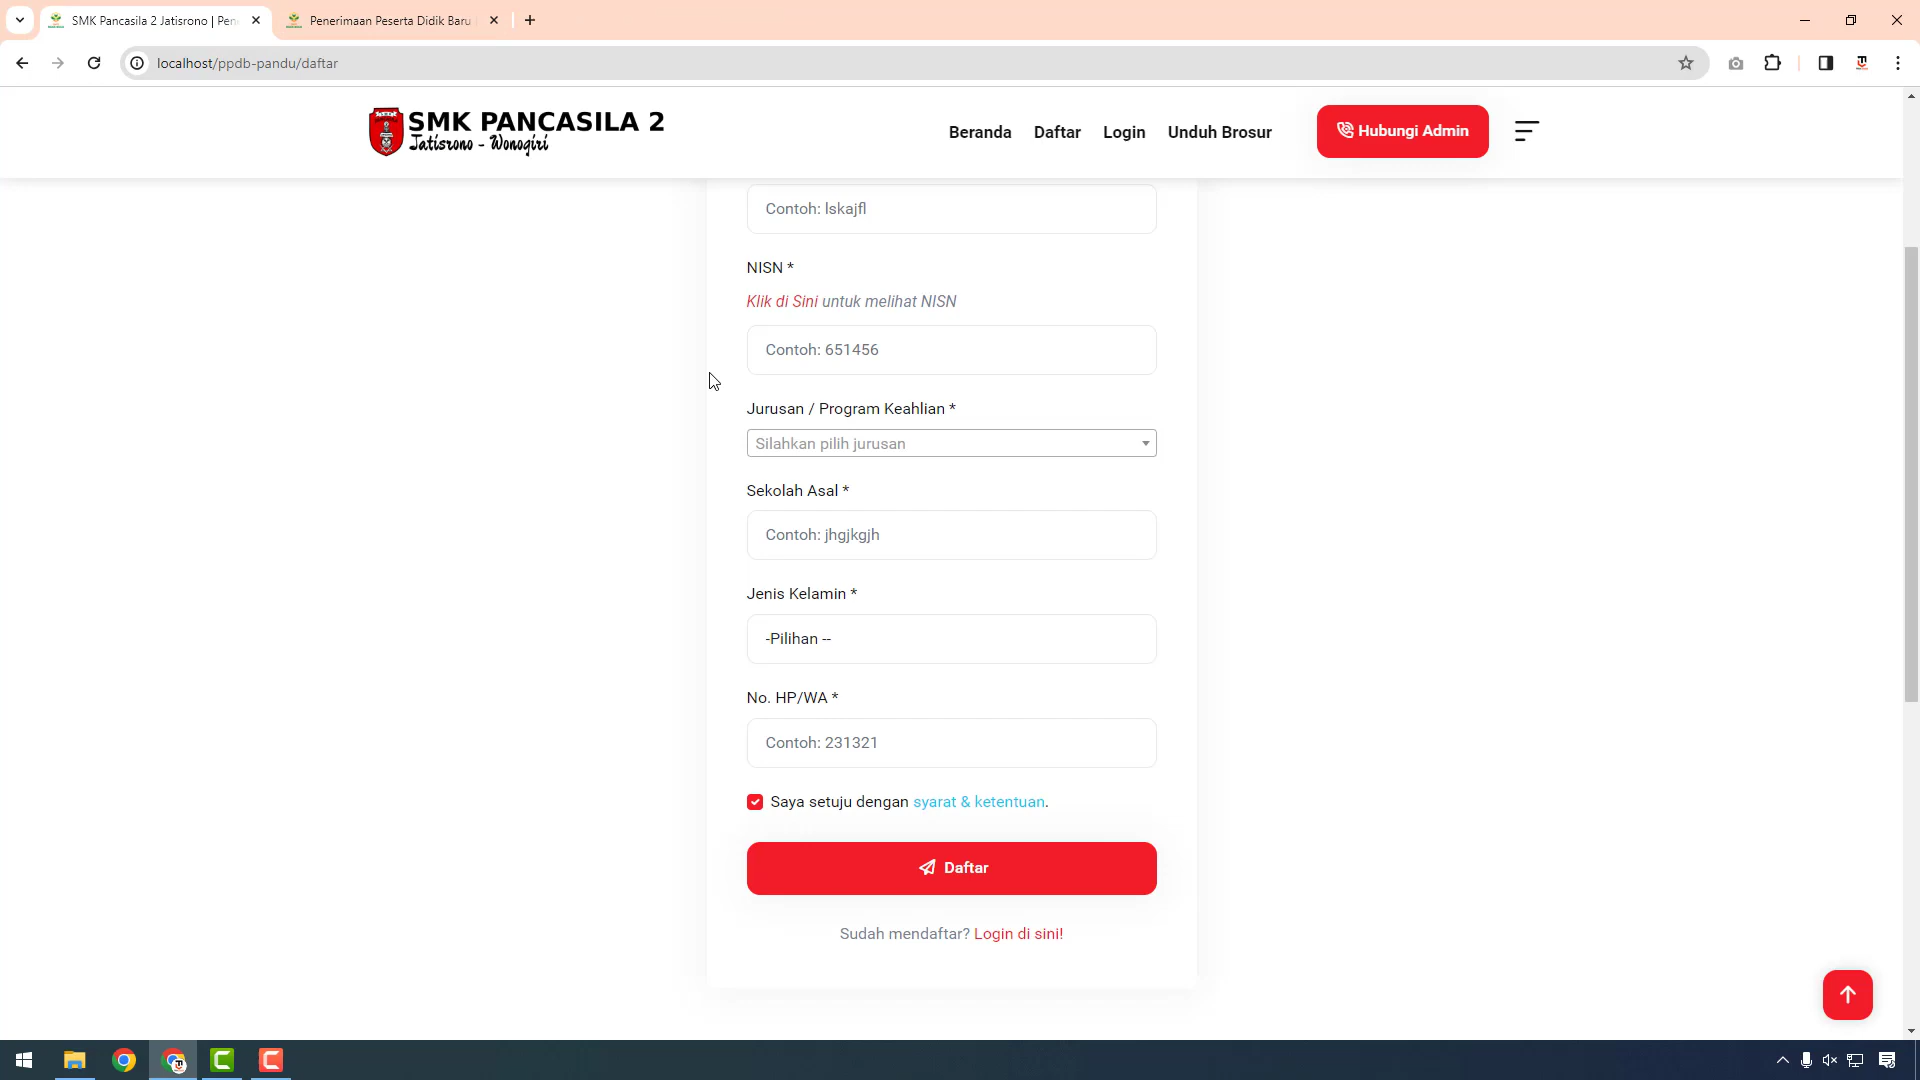 SMK Pancasila 2 Jatisrono | Pen
Penerimaan Peserta Didik Baru
localhost/ppdb-pandu/daftar
SMK PANCASILA 2
Jatisrono - Wonogiri
Beranda
Daftar
Login
Unduh Brosur
Hubungi Admin
Contoh: lskajfl
NISN *
Klik di Sini untuk melihat NISN
Contoh: 651456
Jurusan / Program Keahlian *
Silahkan pilih jurusan
Sekolah Asal *
Contoh: jhgjkgjh
Jenis Kelamin *
-Pilihan --
No. HP/WA *
Contoh: 231321
Saya setuju dengan syarat & ketentuan.
Daftar
Sudah mendaftar? Login di sini!